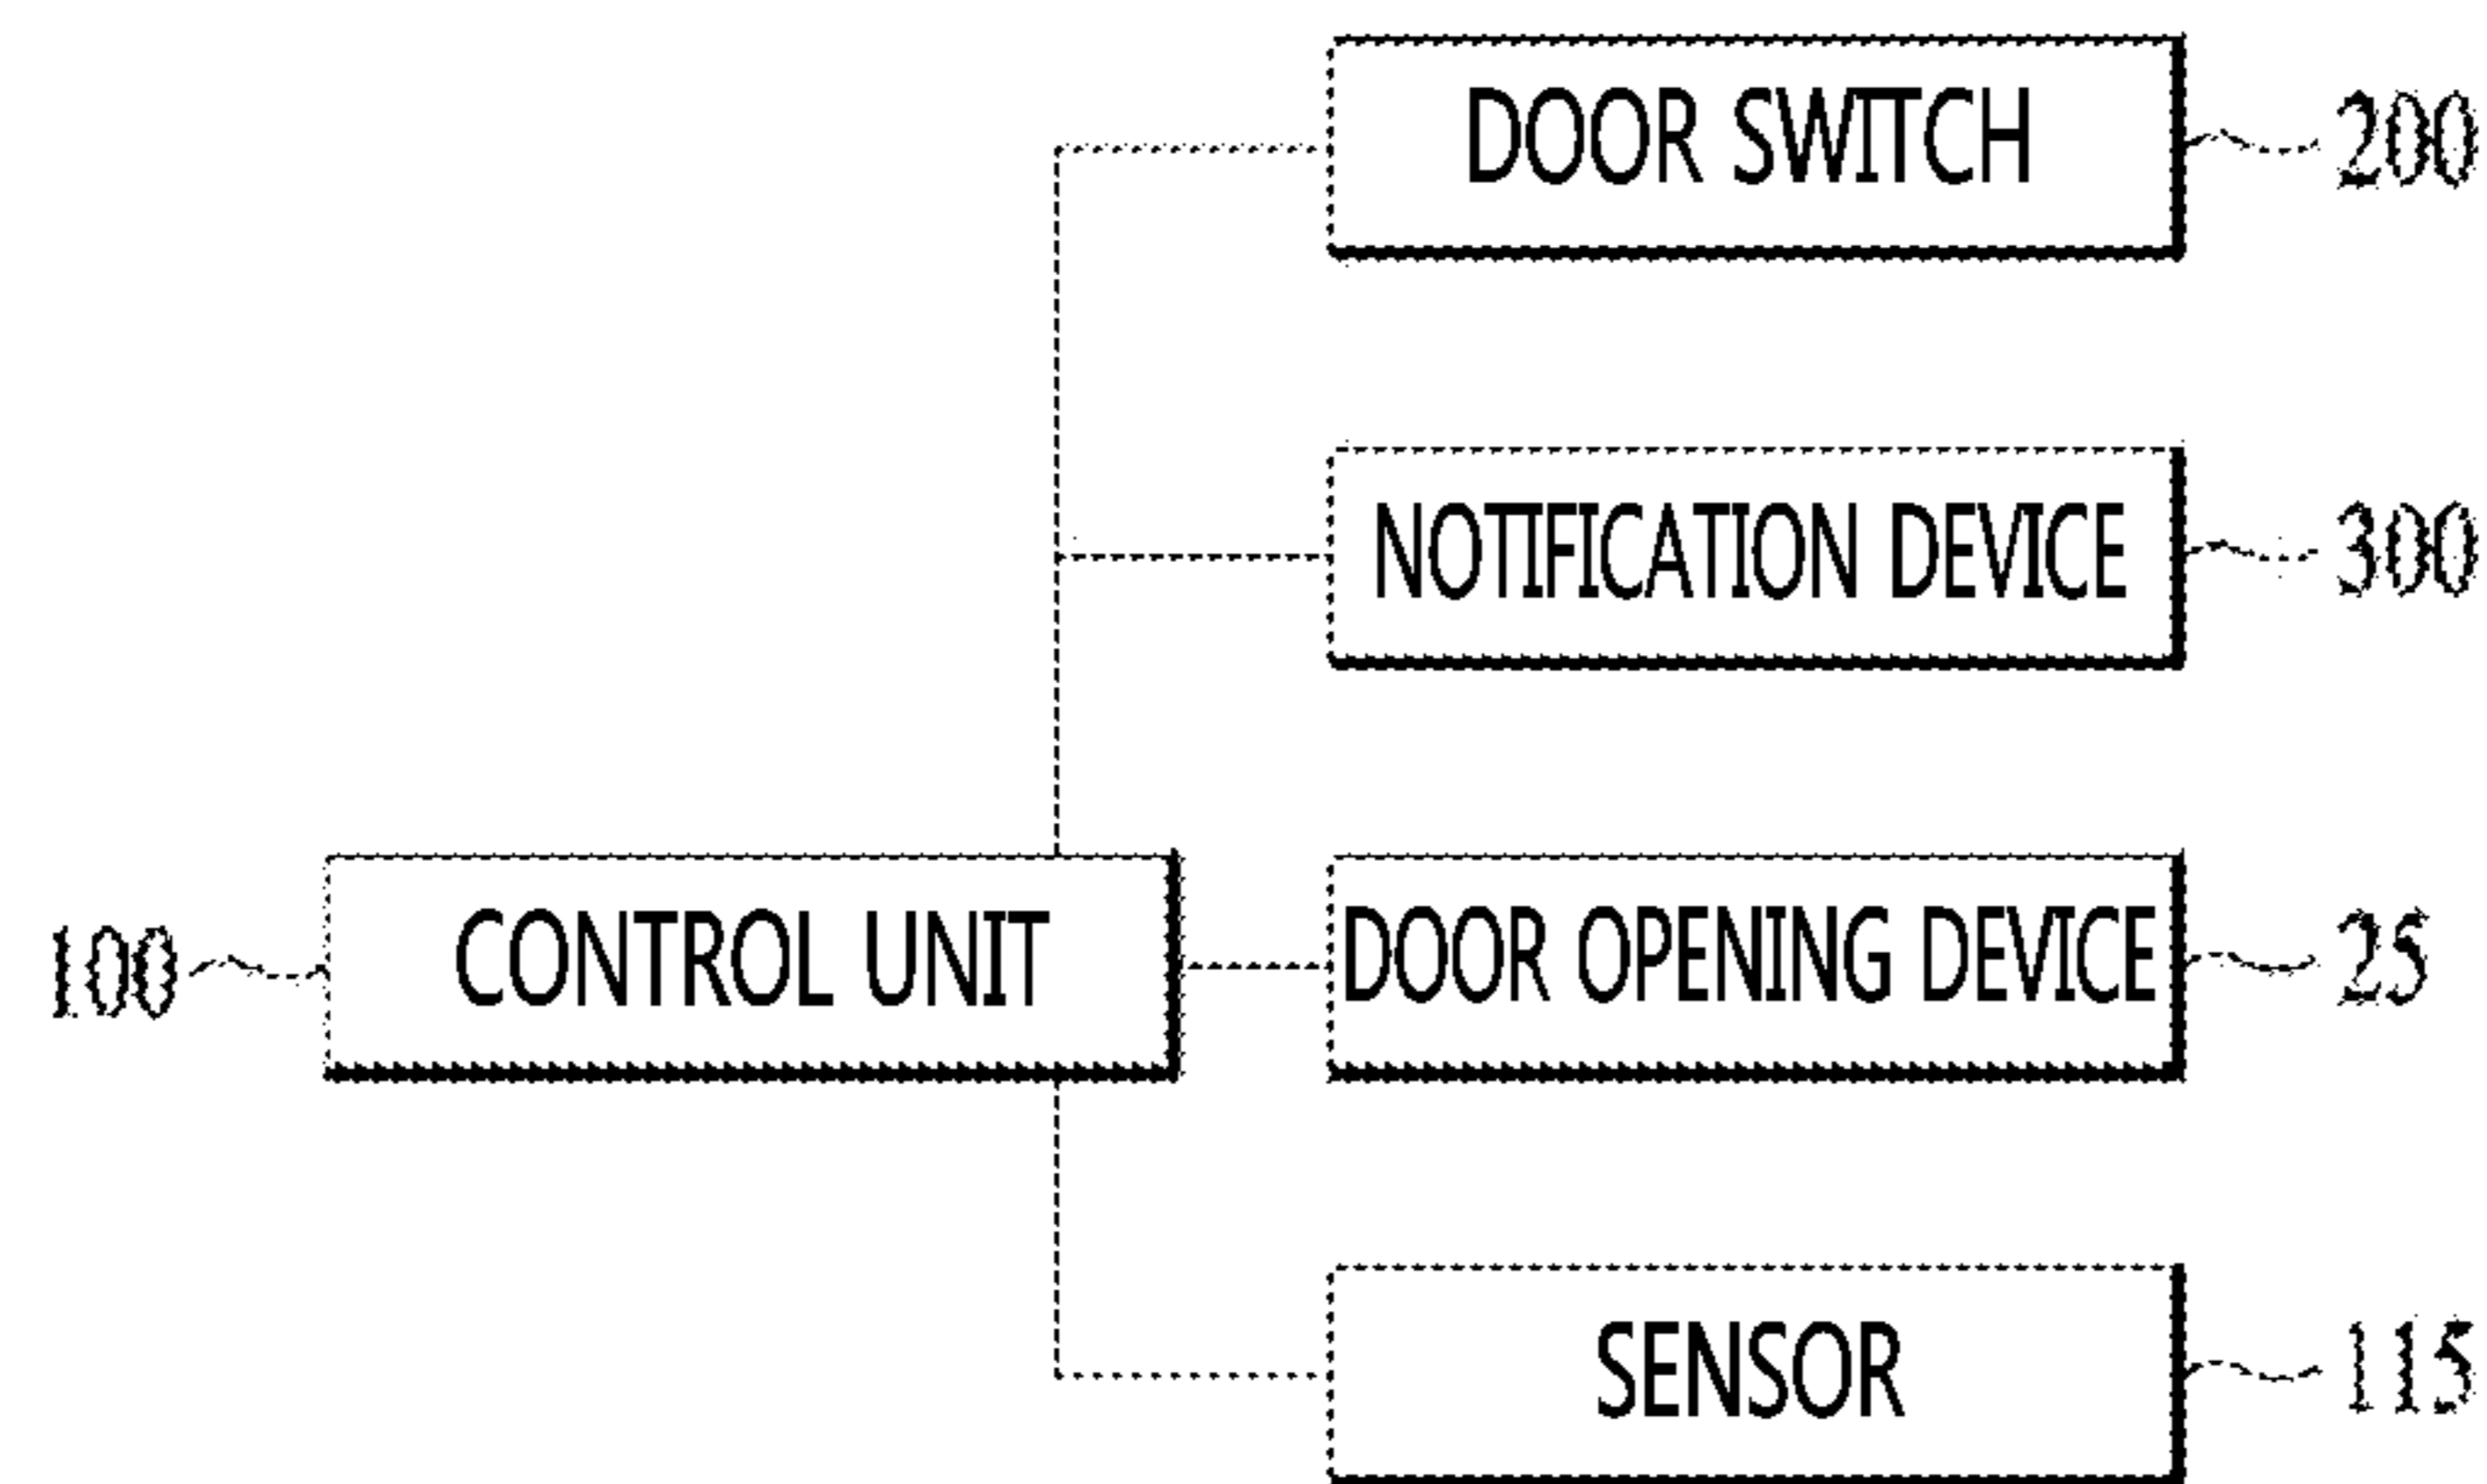 DOOR SWITCH 200
NOTIFICATION DEVICE 300
100 CONTROL UNIT DOOR OPENING DEVICE 25
SENSOR 115